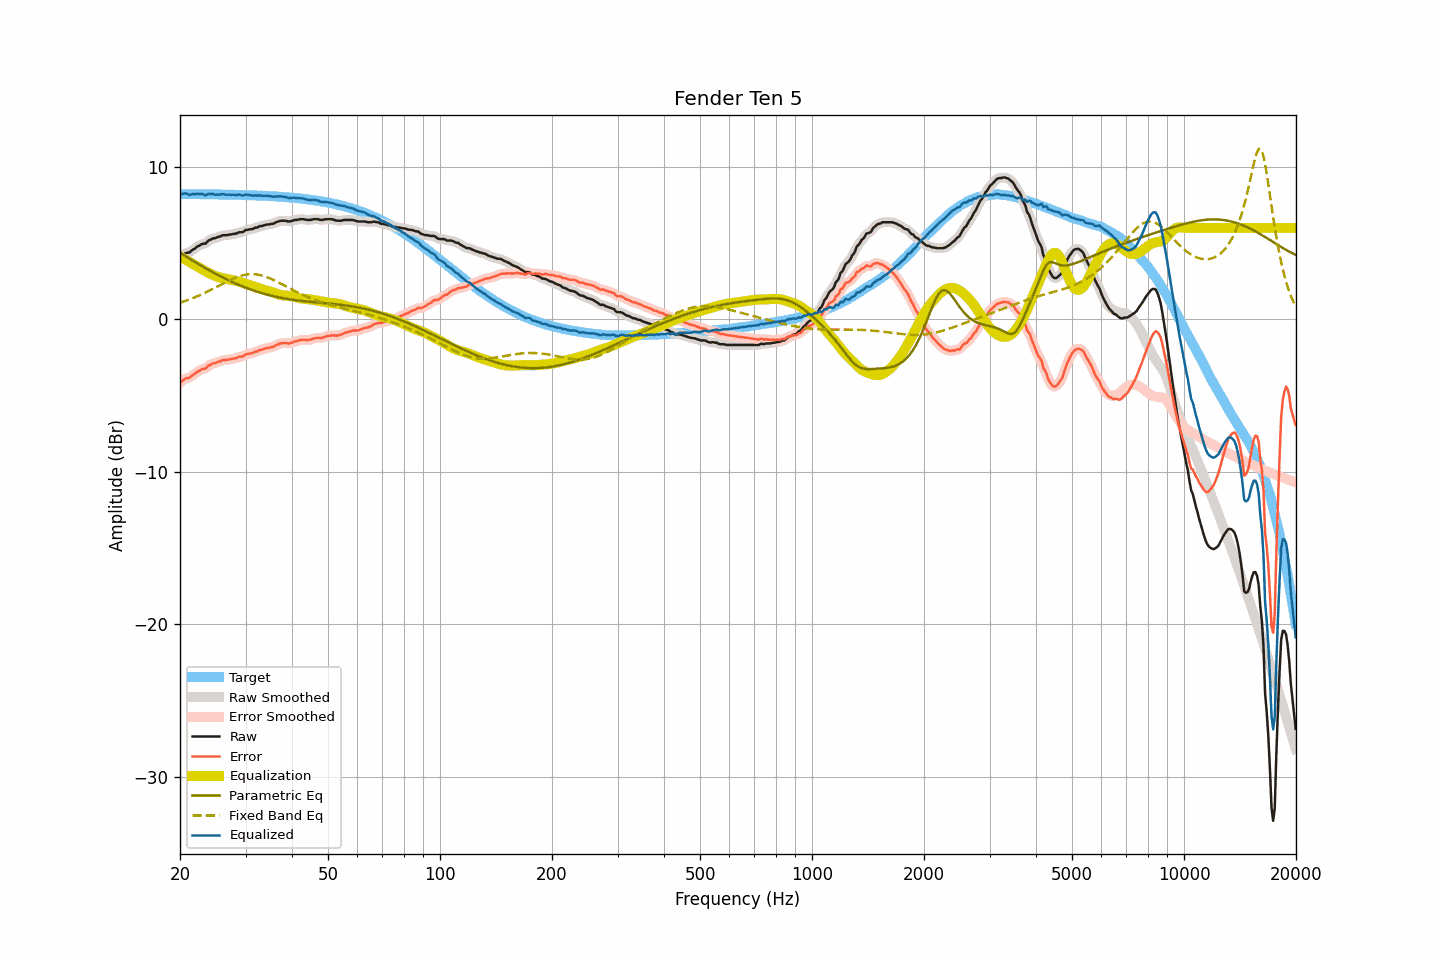 Fender Ten 5
10
0
−10
−20
−30
Amplitude (dBr)
Target
Raw Smoothed
Error Smoothed
Raw
Error
Equalization
Parametric Eq
Fixed Band Eq
Equalized
20 50 100 200 500 1000 2000 5000 10000 20000
Frequency (Hz)